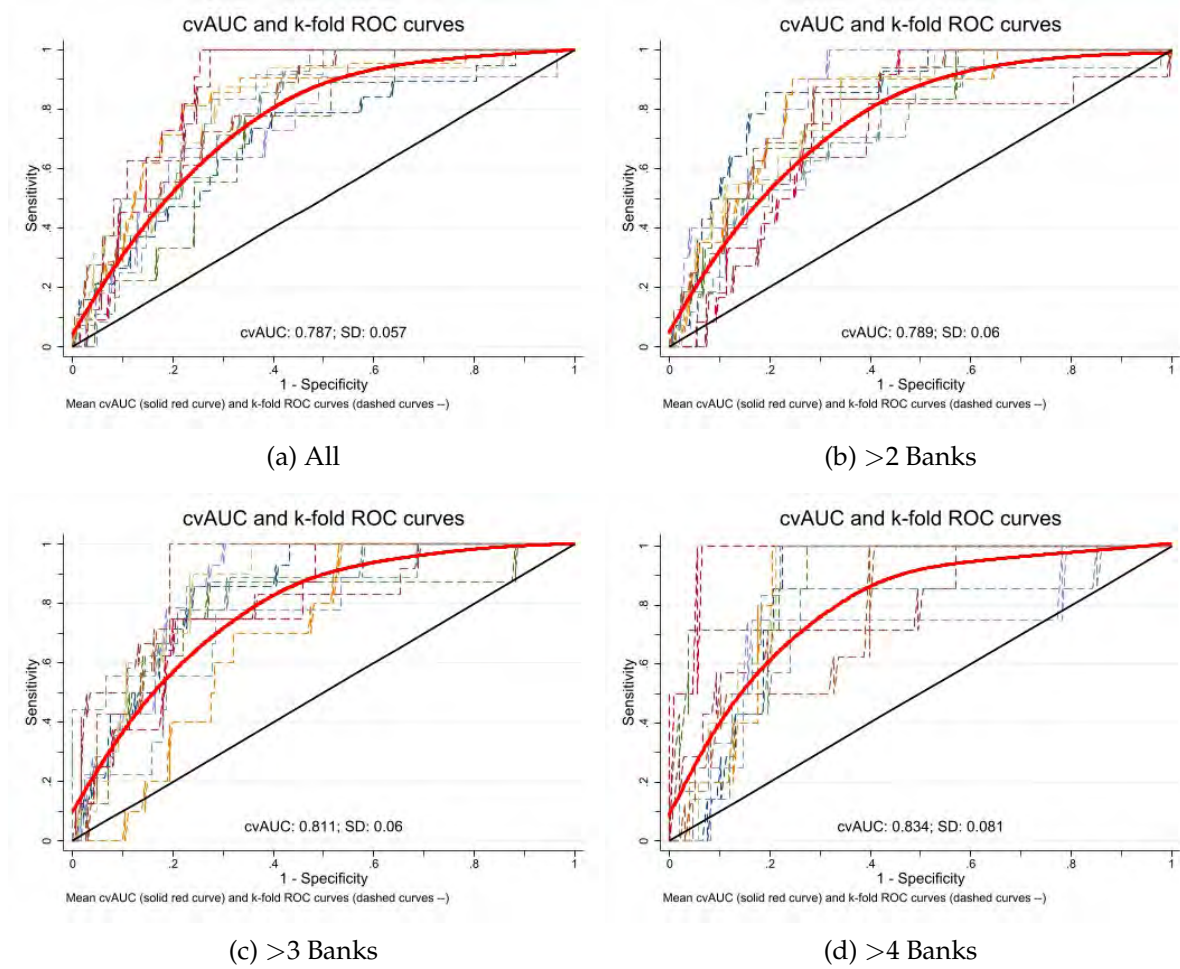 cvAUC and k-fold ROC curves
Sensitivity
1
.8
.6
.4
.2
0
cvAUC: 0.787; SD: 0.057
0 .2 .4 .6 .8 1
1 - Specificity
Mean cvAUC (solid red curve) and k-fold ROC curves (dashed curves --)
(a) All
cvAUC and k-fold ROC curves
Sensitivity
1
.8
.6
.4
.2
0
cvAUC: 0.789; SD: 0.06
0 .2 .4 .6 .8 1
1 - Specificity
Mean cvAUC (solid red curve) and k-fold ROC curves (dashed curves --)
(b) >2 Banks
cvAUC and k-fold ROC curves
Sensitivity
1
.8
.6
.4
.2
0
cvAUC: 0.811; SD: 0.06
0 .2 .4 .6 .8 1
1 - Specificity
Mean cvAUC (solid red curve) and k-fold ROC curves (dashed curves --)
(c) >3 Banks
cvAUC and k-fold ROC curves
Sensitivity
1
.8
.6
.4
.2
0
cvAUC: 0.834; SD: 0.081
0 .2 .4 .6 .8 1
1 - Specificity
Mean cvAUC (solid red curve) and k-fold ROC curves (dashed curves --)
(d) >4 Banks